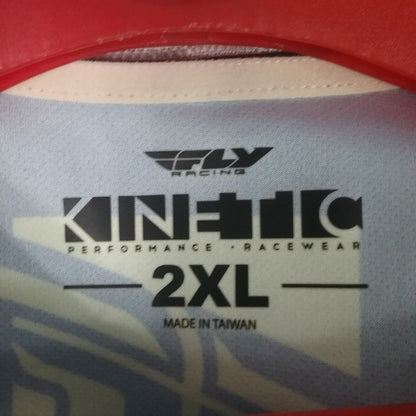 FLY
RACING
KINETIC
PERFORMANCE · RACEWEAR
2XL
MADE IN TAIWAN